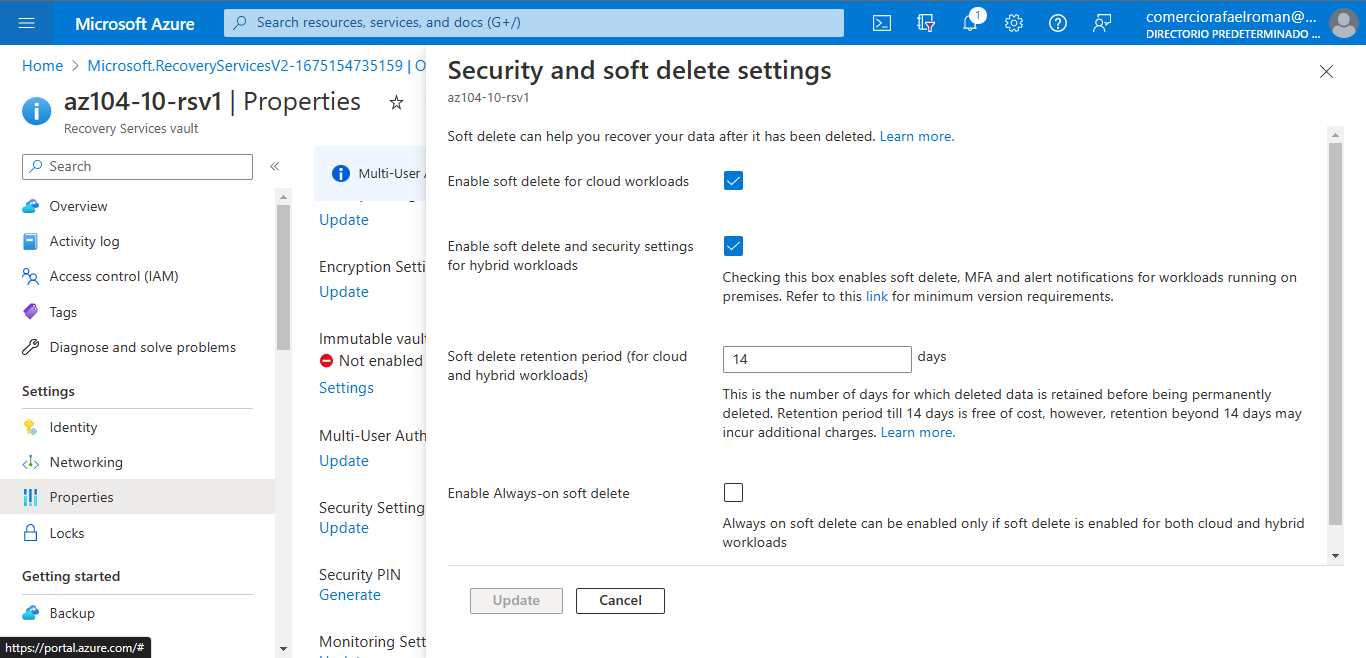 Microsoft Azure
Search resources, services, and docs (G+/)
1
comerciorafaelroman@...
DIRECTORIO PREDETERMINADO ...
Home > Microsoft.RecoveryServicesV2-1675154735159 | O
az104-10-rsv1 | Properties
Recovery Services vault
Search
Overview
Activity log
Access control (IAM)
Tags
Diagnose and solve problems
Settings
Identity
Networking
Properties
Locks
Getting started
Backup
https://portal.azure.com/#
Multi-User
Update
Encryption Setti
Update
Immutable vault
Not enabled
Settings
Multi-User Auth
Update
Security Setting
Update
Security PIN
Generate
Monitoring Sett
Security and soft delete settings
az104-10-rsv1
Soft delete can help you recover your data after it has been deleted. Learn more.
Enable soft delete for cloud workloads
Enable soft delete and security settings
for hybrid workloads
Checking this box enables soft delete, MFA and alert notifications for workloads running on
premises. Refer to this link for minimum version requirements.
Soft delete retention period (for cloud
and hybrid workloads)
14 days
This is the number of days for which deleted data is retained before being permanently
deleted. Retention period till 14 days is free of cost, however, retention beyond 14 days may
incur additional charges. Learn more.
Enable Always-on soft delete
Always on soft delete can be enabled only if soft delete is enabled for both cloud and hybrid
workloads
Update
Cancel